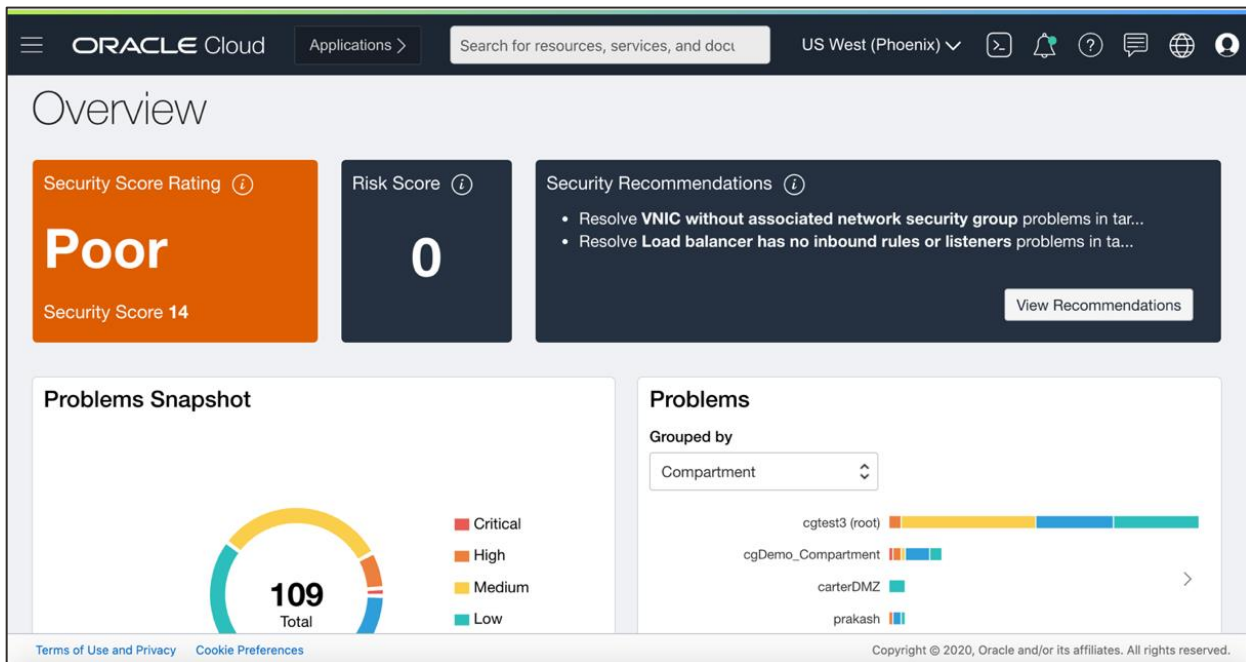 ORACLE Cloud
Applications >
Search for resources, services, and docu
US West (Phoenix)
Overview
Security Score Rating
Poor
Security Score 14
Risk Score
0
Security Recommendations
• Resolve VNIC without associated network security group problems in tar...
• Resolve Load balancer has no inbound rules or listeners problems in ta...
View Recommendations
Problems Snapshot
109
Total
Critical
High
Medium
Low
Problems
Grouped by
Compartment
cgtest3 (root)
cgDemo_Compartment
carterDMZ
prakash
Terms of Use and Privacy Cookie Preferences
Copyright © 2020, Oracle and/or its affiliates. All rights reserved.